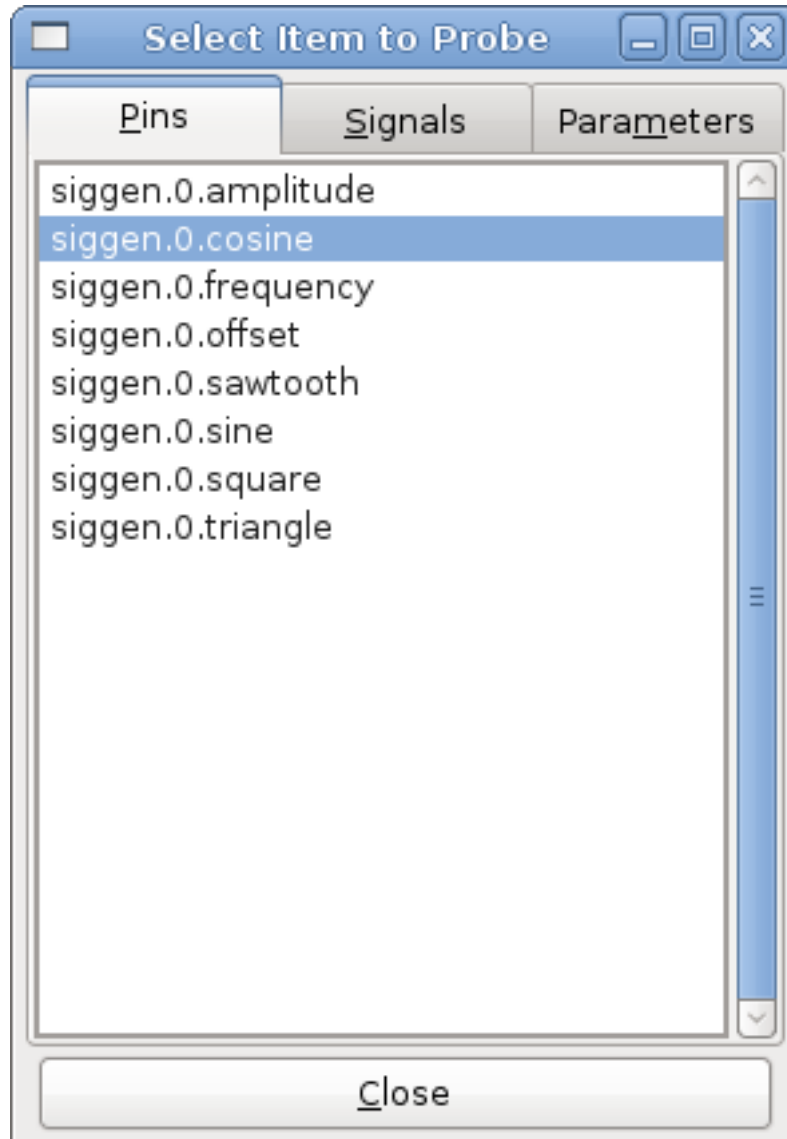 Select Item to Probe
Pins Signals Parameters
siggen.0.amplitude
siggen.0.cosine
siggen.0.frequency
siggen.0.offset
siggen.0.sawtooth
siggen.0.sine
siggen.0.square
siggen.0.triangle
Close